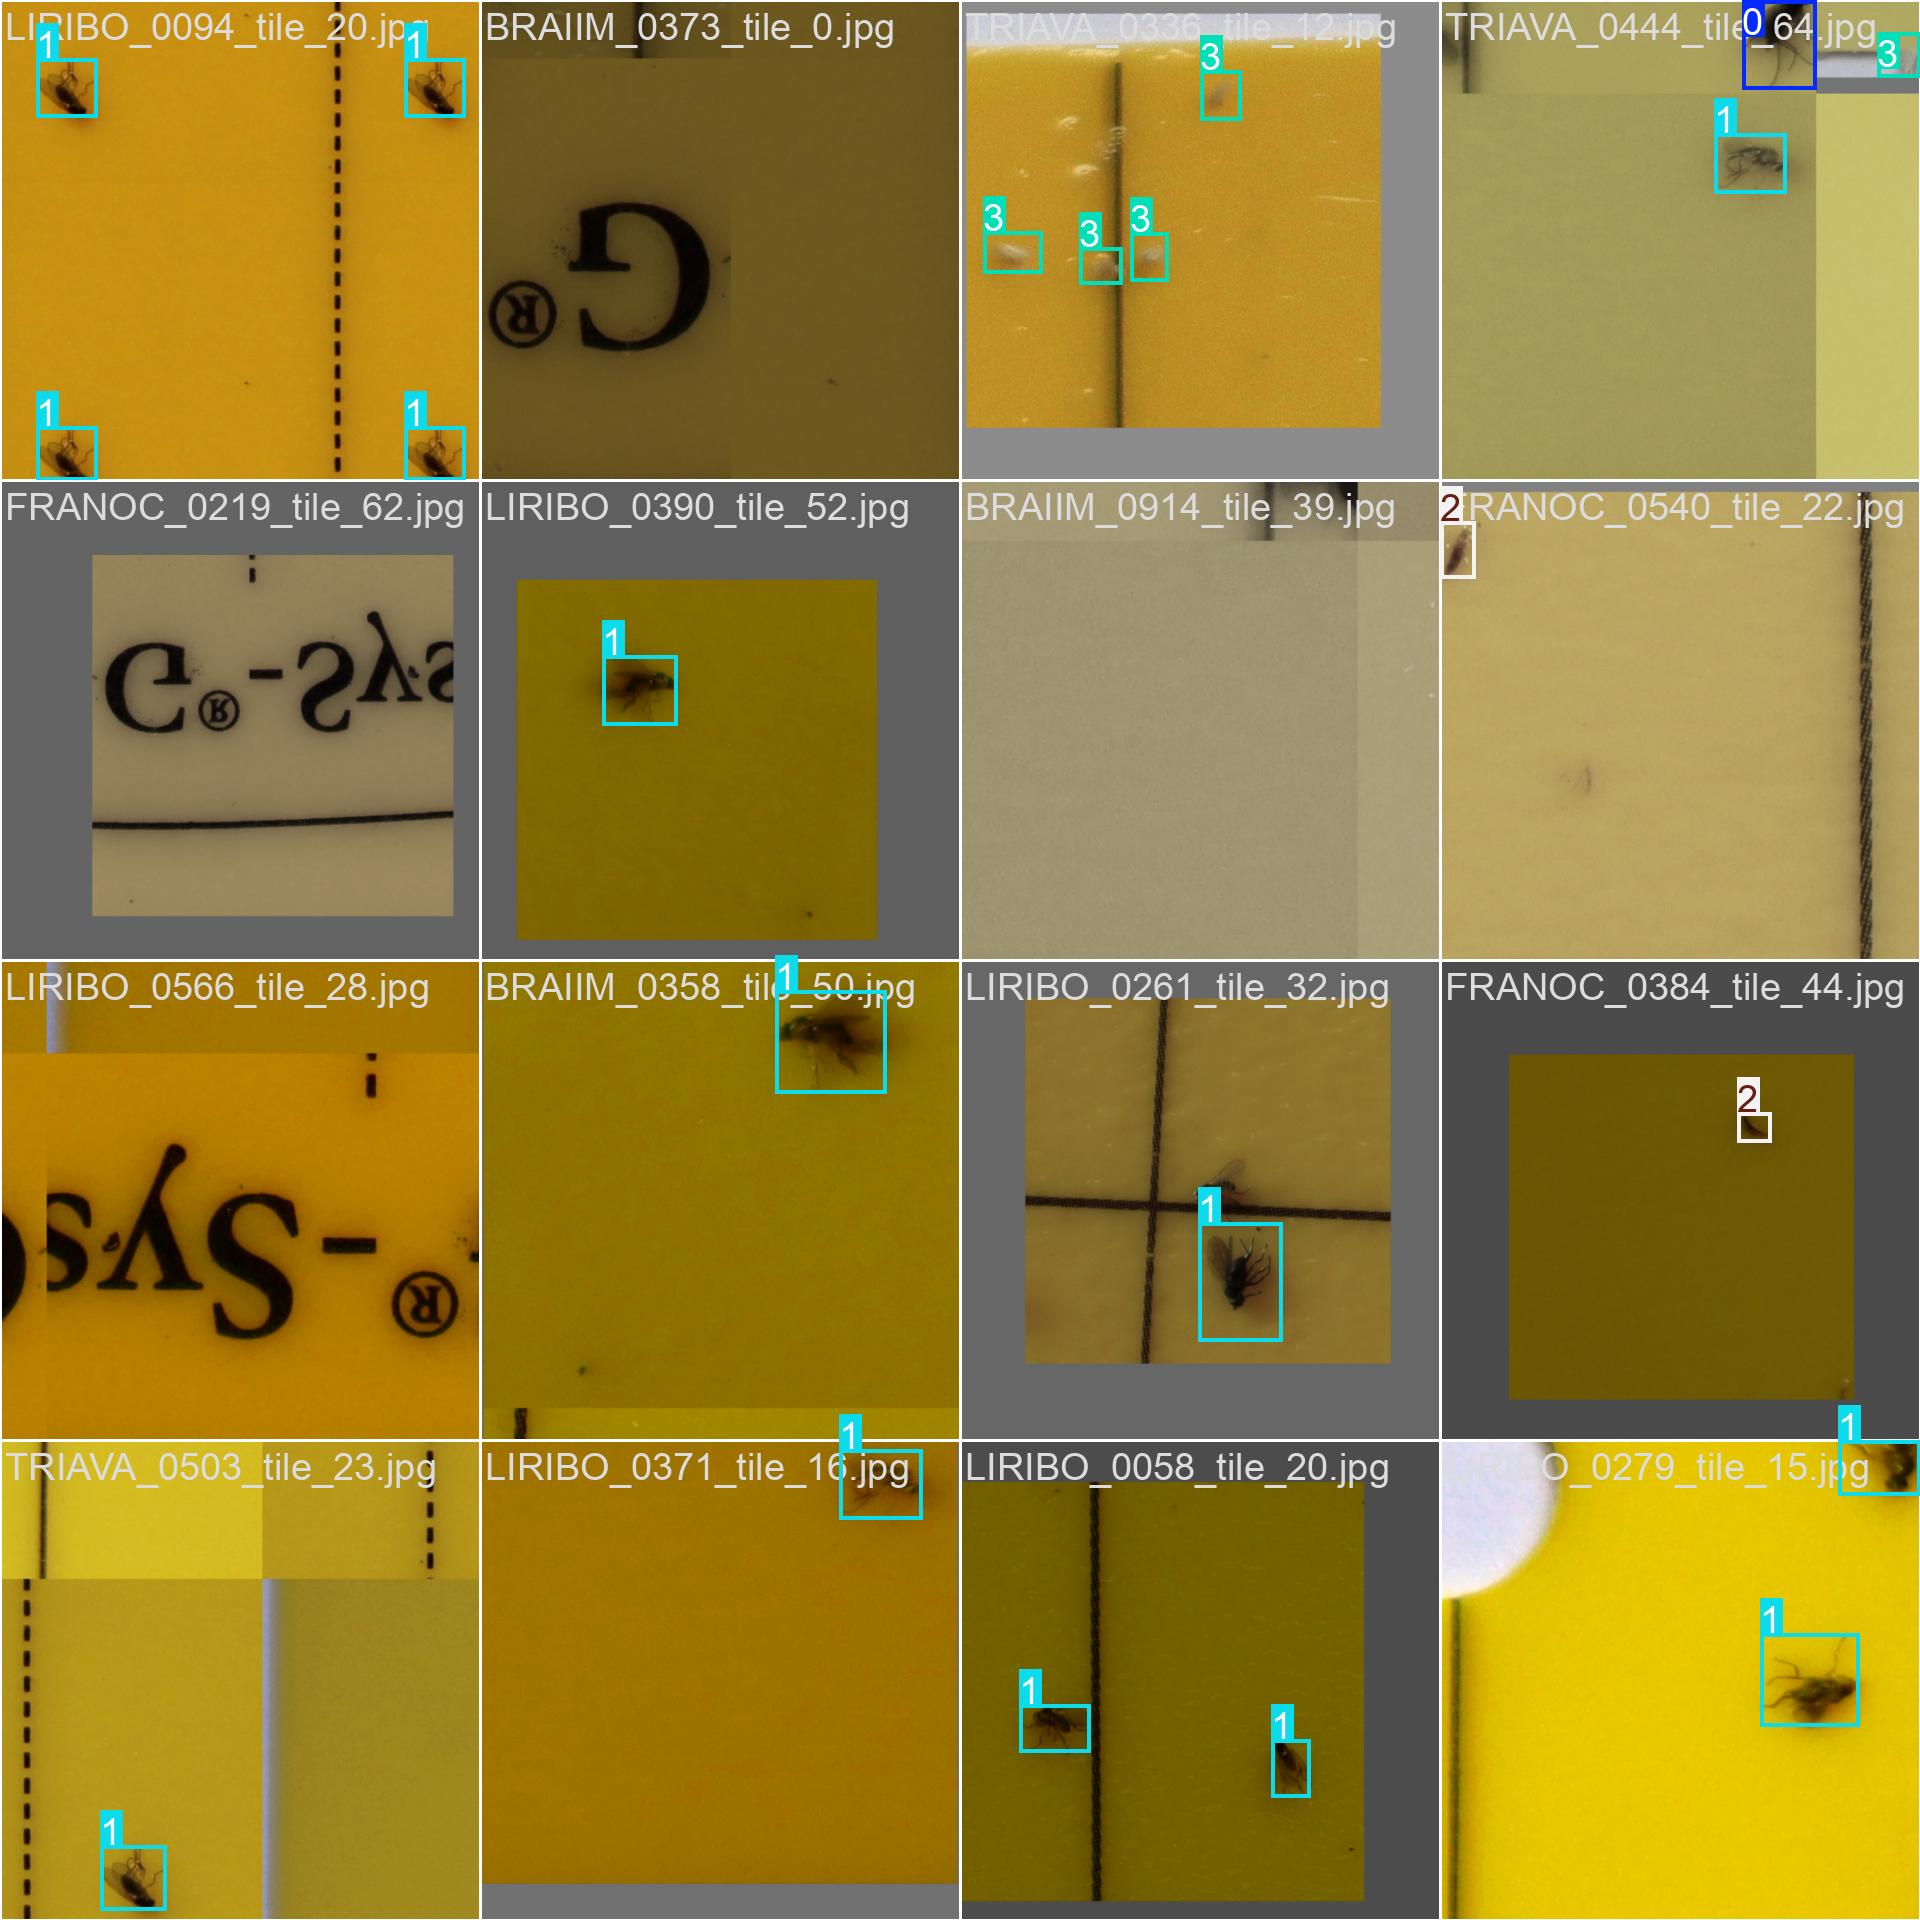 LIRIBO_0094_tile_20.jpg
BRAIIM_0373_tile_0.jpg
TRIAVA_0336_tile_12.jpg
TRIAVA_0444_tile_64.jpg
1
1
1
1
G
®
3
3
3
3
0
3
1
FRANOC_0219_tile_62.jpg
LIRIBO_0390_tile_52.jpg
BRAIIM_0914_tile_39.jpg
FRANOC_0540_tile_22.jpg
G®-Sys
1
2
LIRIBO_0566_tile_28.jpg
BRAIIM_0358_tile_50.jpg
LIRIBO_0261_tile_32.jpg
FRANOC_0384_tile_44.jpg
®-Sys
1
1
2
TRIAVA_0503_tile_23.jpg
LIRIBO_0371_tile_16.jpg
LIRIBO_0058_tile_20.jpg
LIRIBO_0279_tile_15.jpg
1
1
1
1
1
1